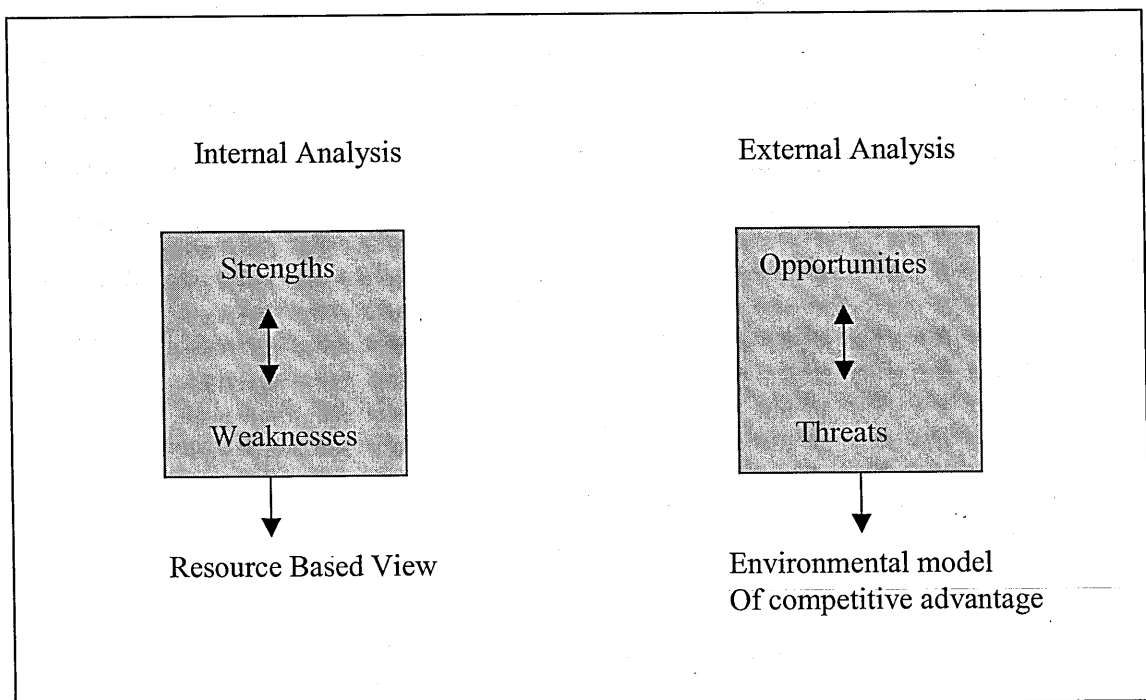 Internal Analysis
External Analysis
Strengths
Weaknesses
Opportunities
Threats
Resource Based View
Environmental model
Of competitive advantage